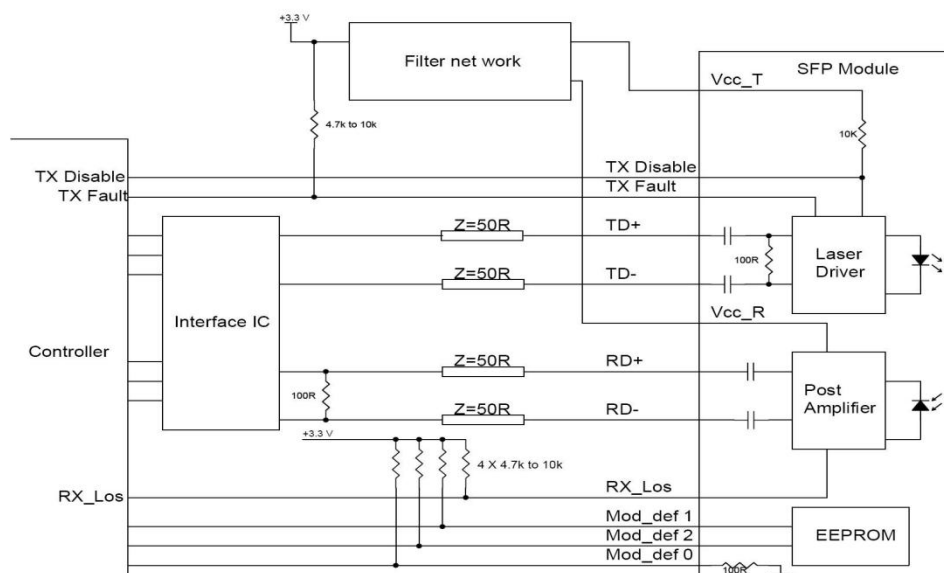 +3.3 V
Filter net work
SFP Module
Vcc_T
4.7k to 10k
10K
TX Disable
TX Disable
TX Fault
TX Fault
Z=50R
TD+
100R
Laser
Driver
Z=50R
TD-
Interface IC
Vcc_R
Controller
Z=50R
RD+
100R
Post
Amplifier
Z=50R
RD-
+3.3 V
4 X 4.7k to 10k
RX_Los
RX_Los
Mod_def 1
Mod_def 2
EEPROM
Mod_def 0
100R